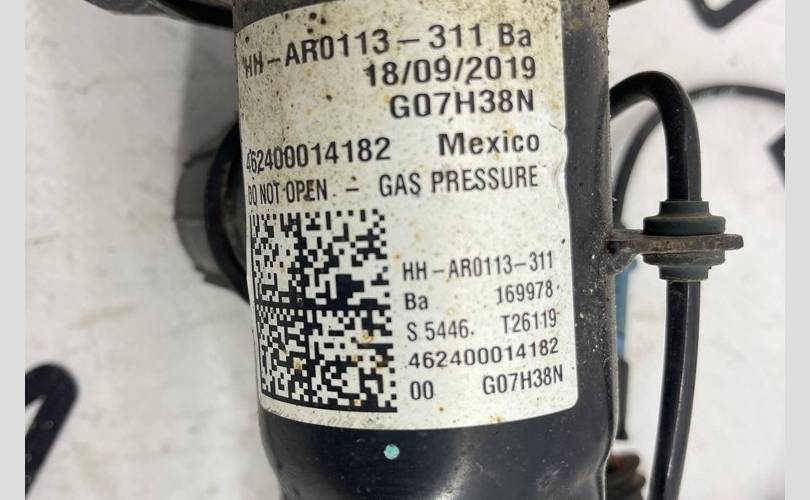 HH-AR0113-311 Ba
18/09/2019
G07H38N
462400014182 Mexico
DO NOT OPEN - GAS PRESSURE
HH-AR0113-311
Ba 169978
S 5446. T26119
462400014182
00 G07H38N